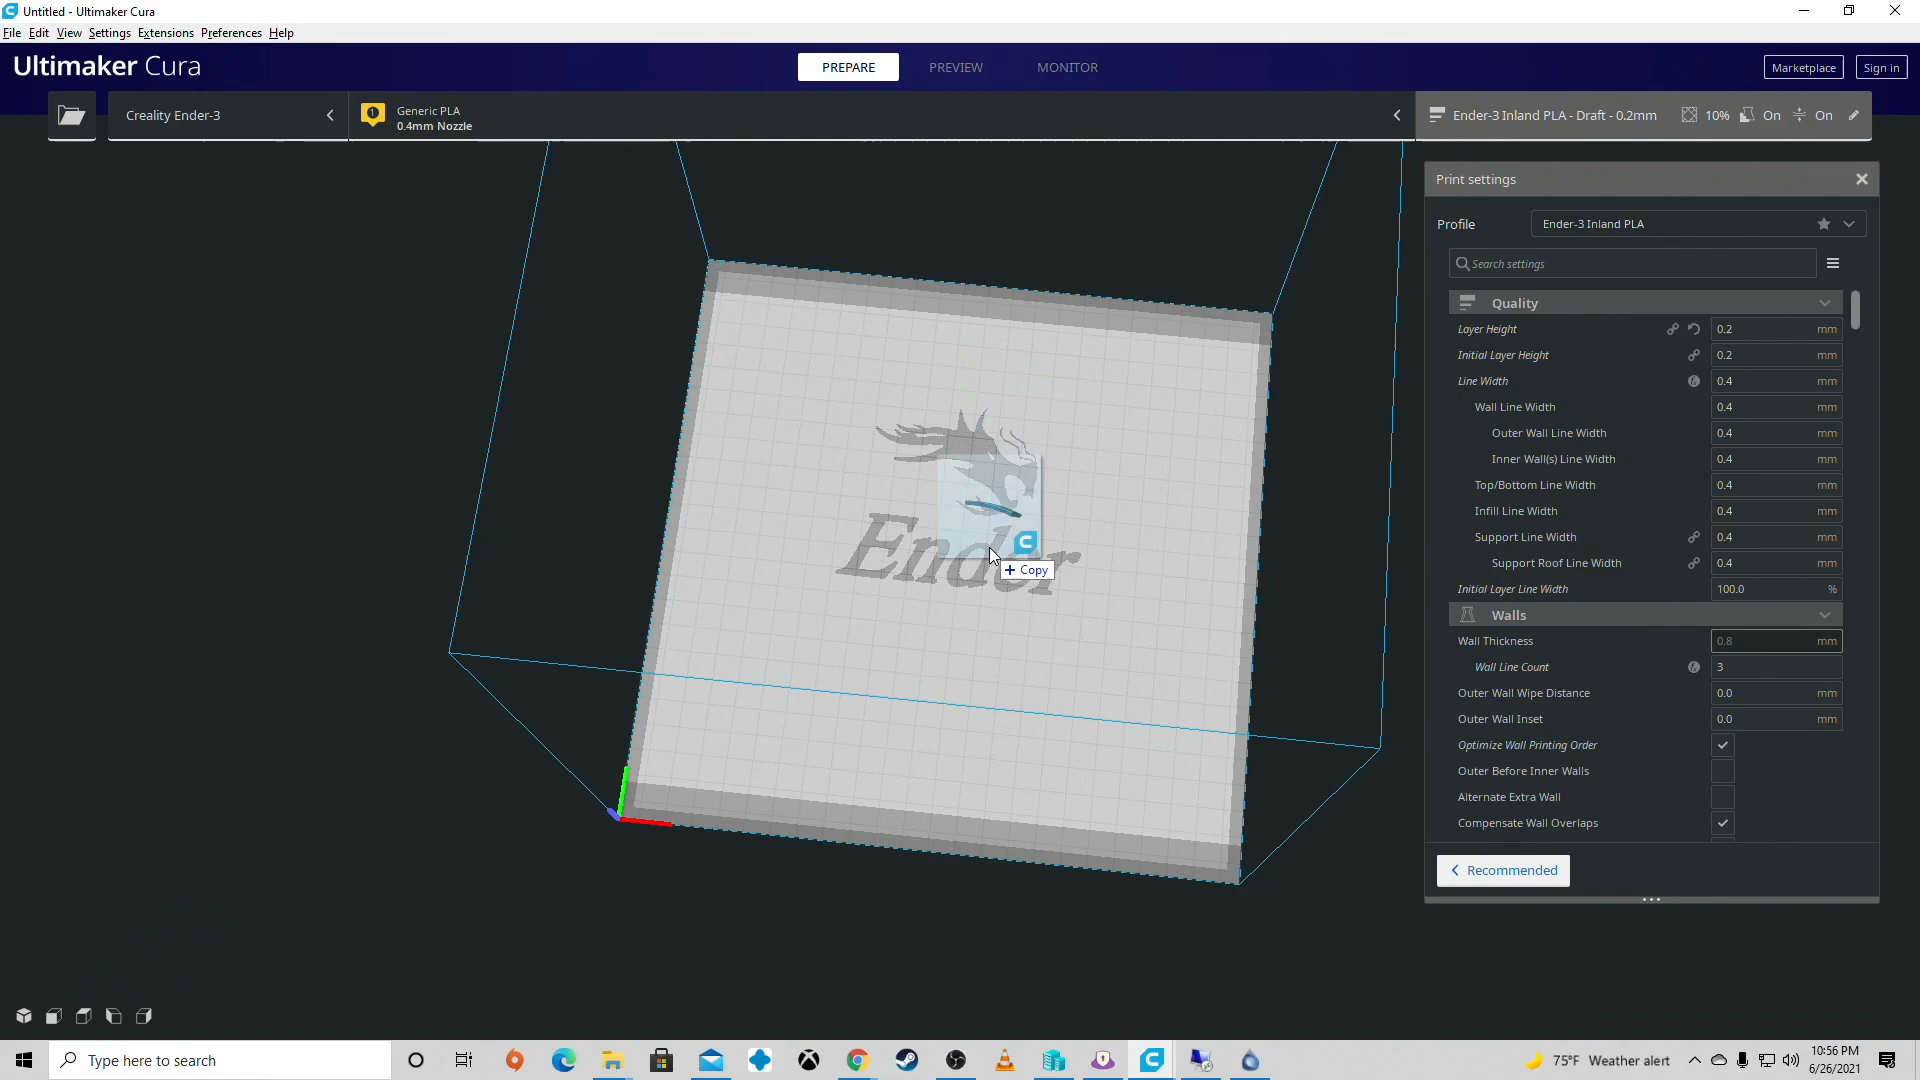 Untitled - Ultimaker Cura
File Edit View Settings Extensions Preferences Help
Ultimaker Cura
PREPARE PREVIEW MONITOR
Marketplace Sign in
Creality Ender-3
1
Generic PLA
0.4mm Nozzle
Ender-3 Inland PLA - Draft - 0.2mm 10% On On
Print settings
Profile Ender-3 Inland PLA
Search settings
Quality
Layer Height 0.2 mm
Initial Layer Height 0.2 mm
Line Width 0.4 mm
Wall Line Width 0.4 mm
Outer Wall Line Width 0.4 mm
Inner Wall(s) Line Width 0.4 mm
Top/Bottom Line Width 0.4 mm
Infill Line Width 0.4 mm
Support Line Width 0.4 mm
Support Roof Line Width 0.4 mm
Initial Layer Line Width 100.0 %
Walls
Wall Thickness 0.8 mm
Wall Line Count 3
Outer Wall Wipe Distance 0.0 mm
Outer Wall Inset 0.0 mm
Optimize Wall Printing Order
Outer Before Inner Walls
Alternate Extra Wall
Compensate Wall Overlaps
Recommended
Ender
+ Copy
Type here to search
75°F Weather alert
10:56 PM
6/26/2021